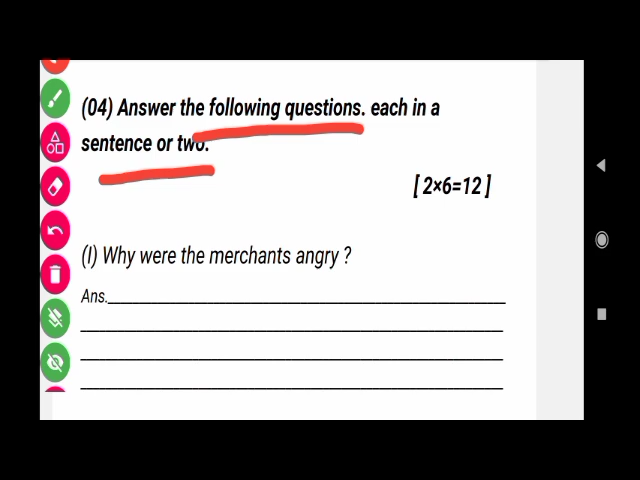 (04) Answer the following questions. each in a
sentence or two.
[ 2×6=12 ]
(I) Why were the merchants angry ?
Ans.